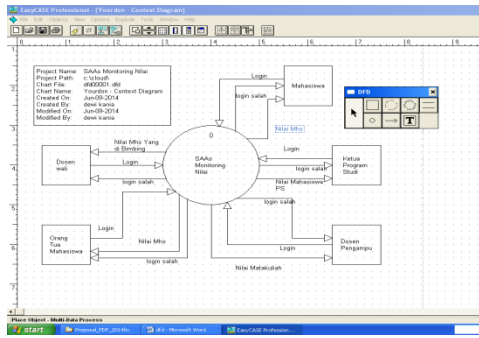 EasyCASE Professional - [Yourdon - Context Diagram]
File Edit Objects View Options Explode Tools Window Help
Project Name: SAAs Monitoring Nilai
Project Path: c:\cloud\
Chart File: dfd00001.dfd
Chart Name: Yourdon - Context Diagram
Created On: Jun-09-2014
Created By: dewi kania
Modified On: Jun-09-2014
Modified By: dewi kania
Login
Mahasiswa
login salah
DFD
T
Nilai Mhs
0
SAAs
Monitoring
Nilai
Nilai Mhs Yang
di Bimbing
Dosen
wali
Login
login salah
Login
Ketua
Program
Studi
login salah
Nilai Mahasiswa
PS
login salah
Login
Orang
Tua
Mahasiswa
Nilai Mhs
login salah
Login
Dosen
Pengampu
Nilai Matakuliah
Place Object - Multi-Data Process
start
Proposal_PDP_2014fix
dfd - Microsoft Word
EasyCASE Profession...